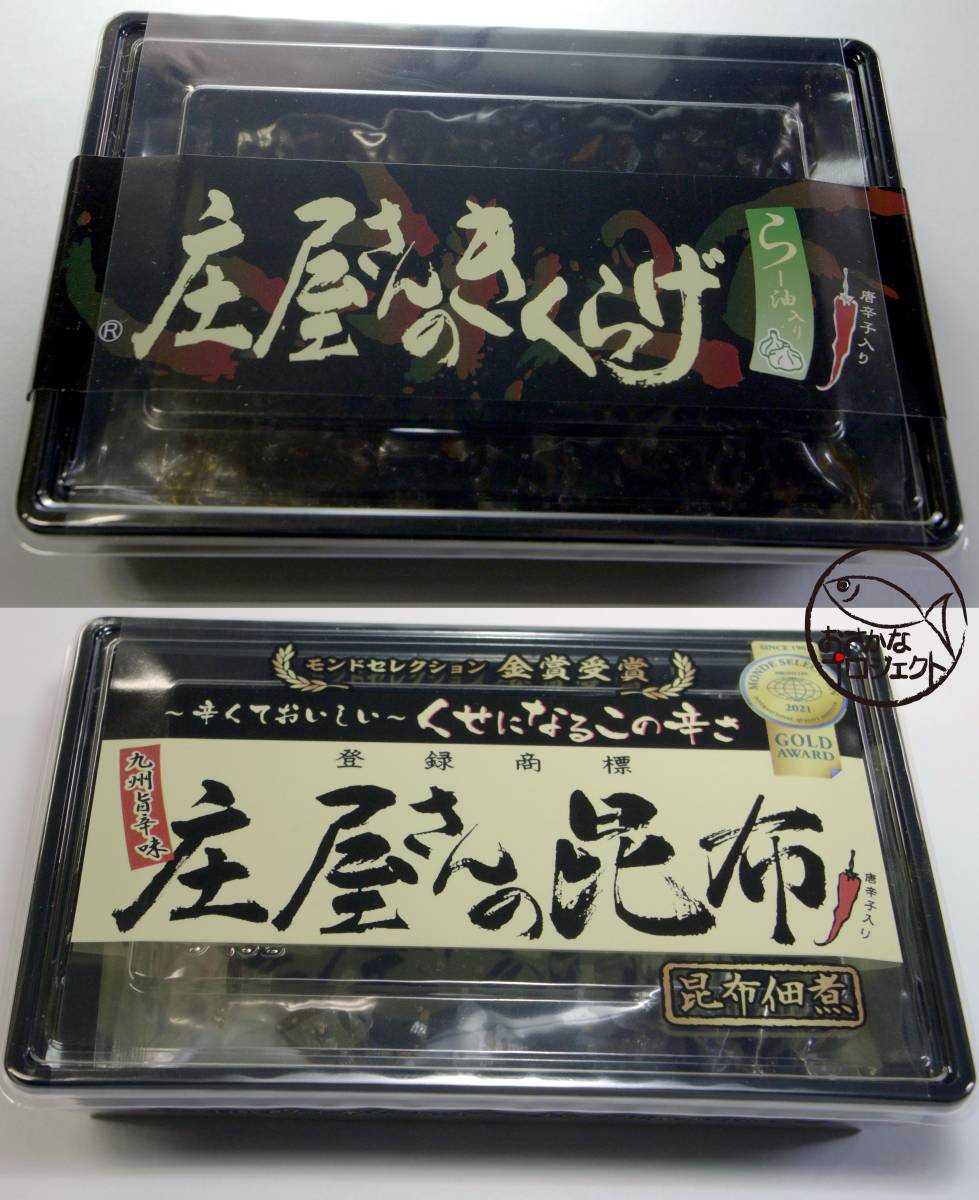 庄屋さんのきくらげ
®
らー油入り
唐辛子入り
おさかな
プロジェクト
モンドセレクション 金賞受賞
~辛くておいしい~ くせになるこの辛さ
SINCE 196
MONDE SELE
2021
GOLD
AWARD
登録商標
九州旨辛味
庄屋さんの昆布
唐辛子入り
昆布佃煮